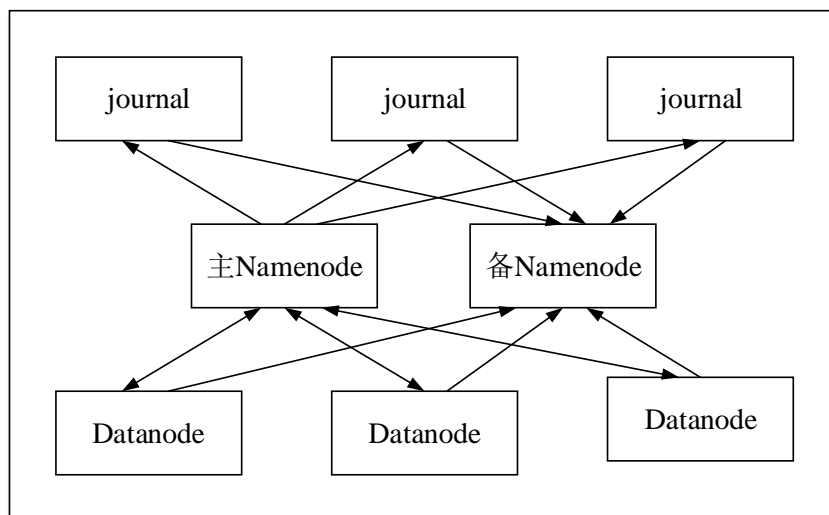 journal
journal
journal
主Namenode
备Namenode
Datanode
Datanode
Datanode